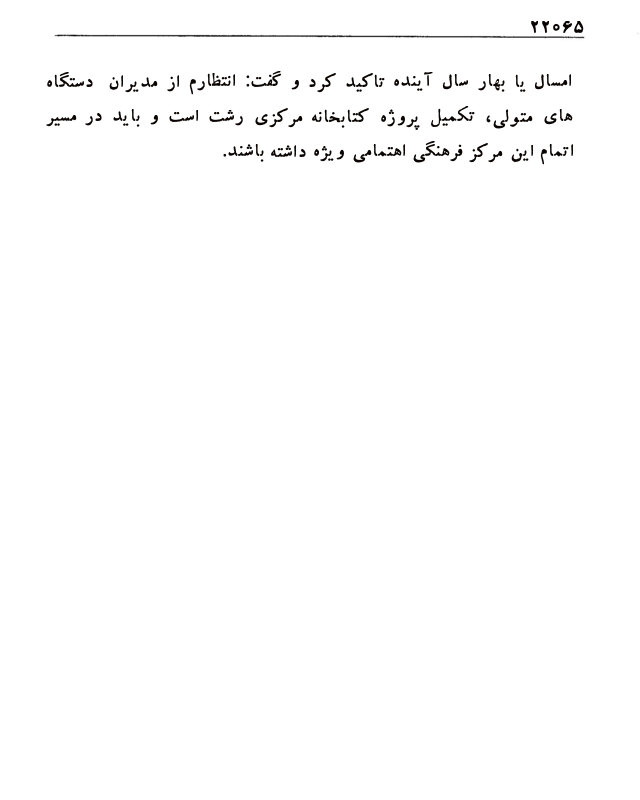 ۲۲۰۶۵
امسال یا بهار سال آینده تاکید کرد و گفت: انتظارم از مدیران دستگاه
های متولی، تکمیل پروژه کتابخانه مرکزی رشت است و باید در مسیر
اتمام این مرکز فرهنگی اهتمامی ویژه داشته باشند.